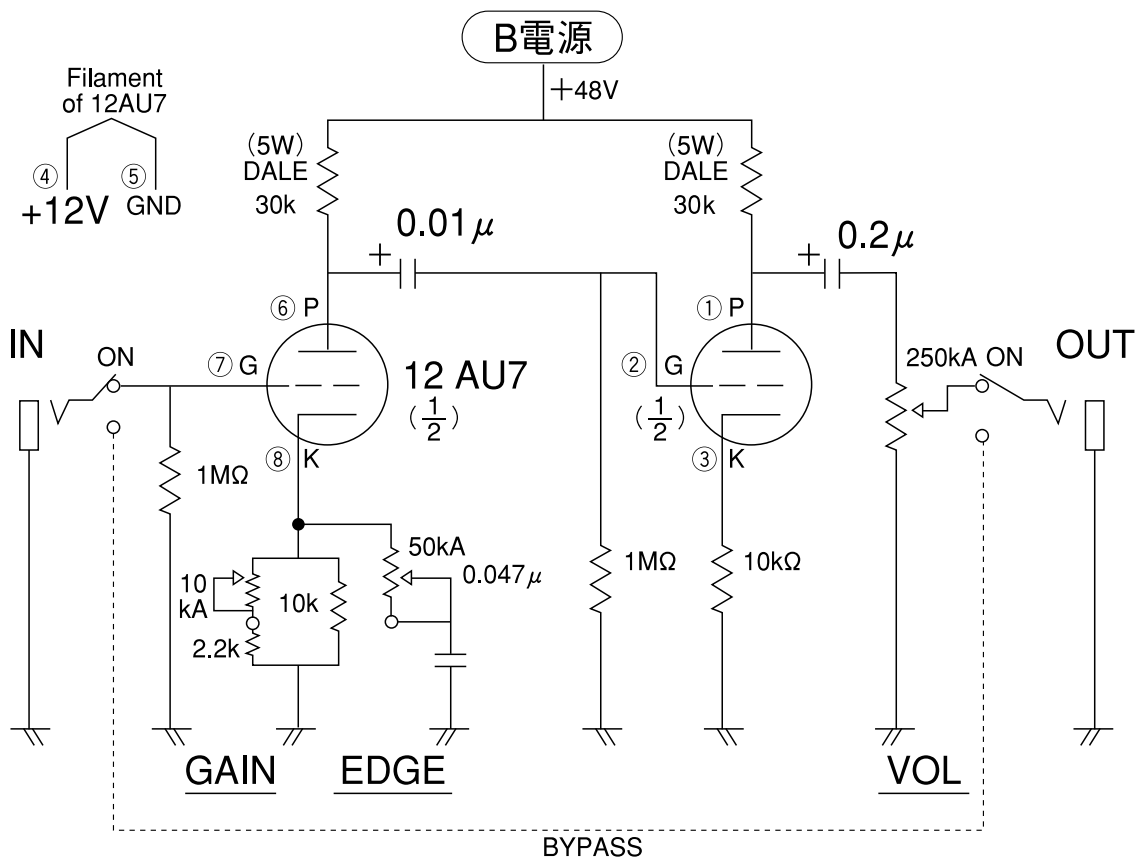 B電源
+48V
Filament
of 12AU7
④
+12V
⑤
GND
(5W)
DALE
30k
(5W)
DALE
30k
+
0.01μ
+
0.2μ
⑥ P
① P
IN
ON
⑦ G
12 AU7
(1/2)
② G
(1/2)
250kA
ON
OUT
⑧ K
③ K
1MΩ
50kA
0.047μ
10
kA
10k
2.2k
1MΩ
10kΩ
GAIN
EDGE
VOL
BYPASS